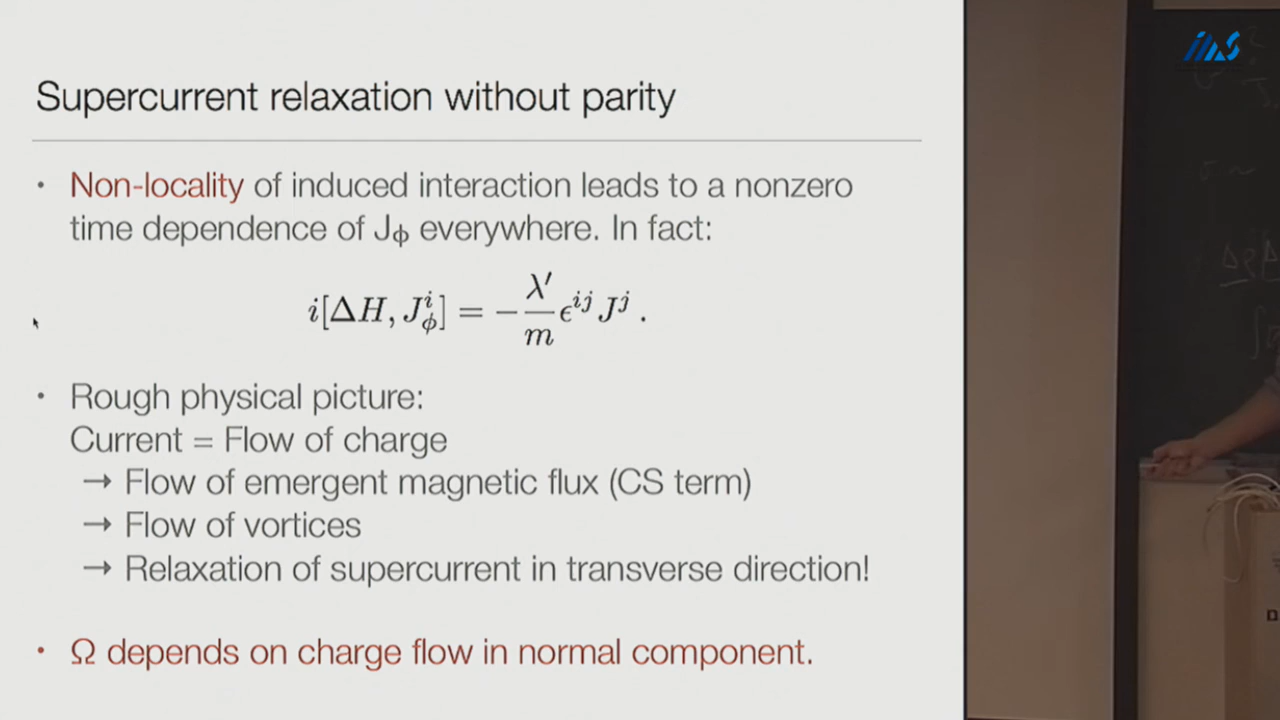 Supercurrent relaxation without parity
• Non-locality of induced interaction leads to a nonzero
time dependence of J_ϕ everywhere. In fact:
i[ΔH, J^i_ϕ] = −λ′/m ϵ^{ij} J^j .
• Rough physical picture:
Current = Flow of charge
→ Flow of emergent magnetic flux (CS term)
→ Flow of vortices
→ Relaxation of supercurrent in transverse direction!
• Ω depends on charge flow in normal component.